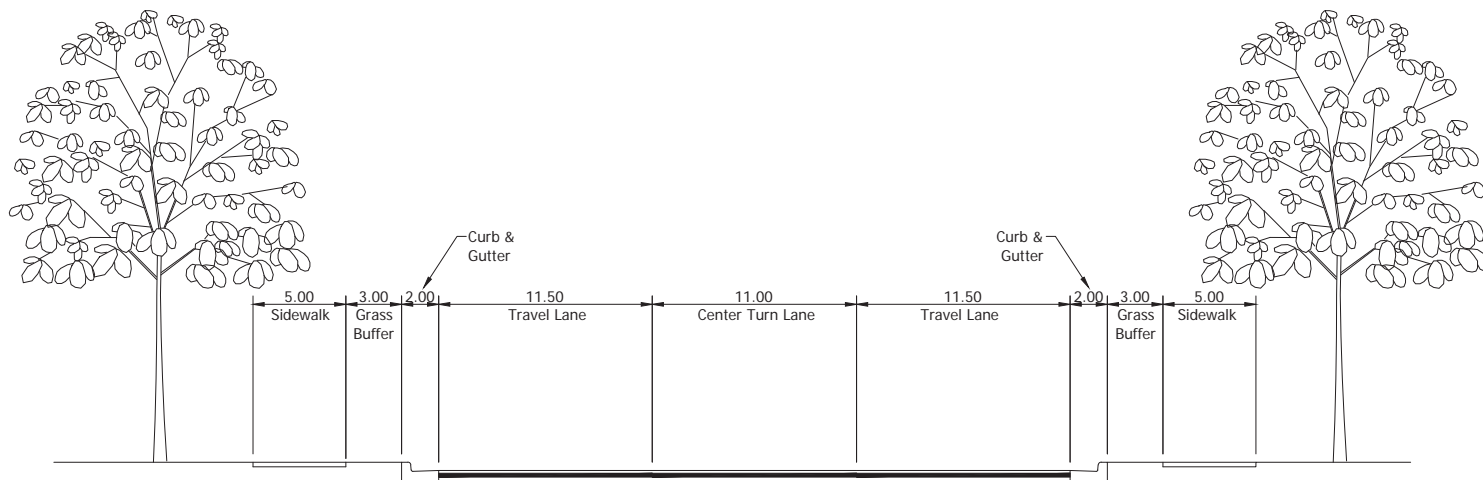 Curb &
Gutter
Curb &
Gutter
5.00 3.00 2.00 11.50 11.00 11.50 2.00 3.00 5.00
Sidewalk Grass Travel Lane Center Turn Lane Travel Lane Grass Sidewalk
Buffer Buffer